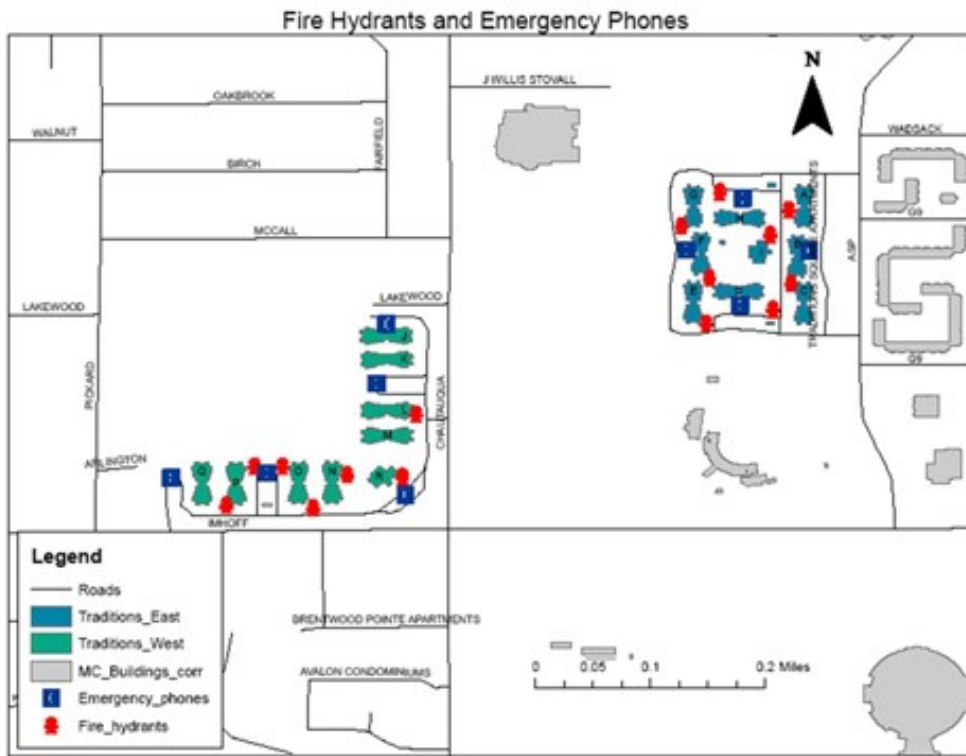 Fire Hydrants and Emergency Phones
N
J WILLIS STOVALL
OAKBROOK
WALNUT
FAIRFIELD
WADSACK
BIRCH
MCCALL
TRADITIONS SQUARE APARTMENTS
ASP
G9
LAKEWOOD
LAKEWOOD
G9
PICKARD
CHAUTAUQUA
J
K
L
M
ARLINGTON
Q
O
N
IMHOFF
Legend
Roads
Traditions_East
Traditions_West
MC_Buildings_corr
Emergency_phones
Fire_hydrants
BRENTWOOD POINTE APARTMENTS
AVALON CONDOMINIUMS
0 0.05 0.1 0.2 Miles